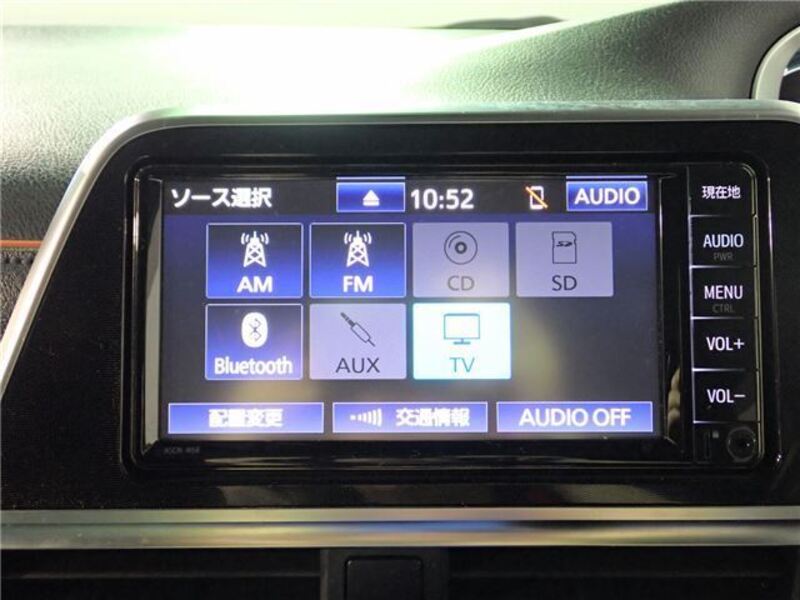 ソース選択 10:52 AUDIO
AM FM CD SD
Bluetooth AUX TV
配置変更 交通情報 AUDIO OFF
現在地
AUDIO
PWR
MENU
CTRL
VOL+
VOL-